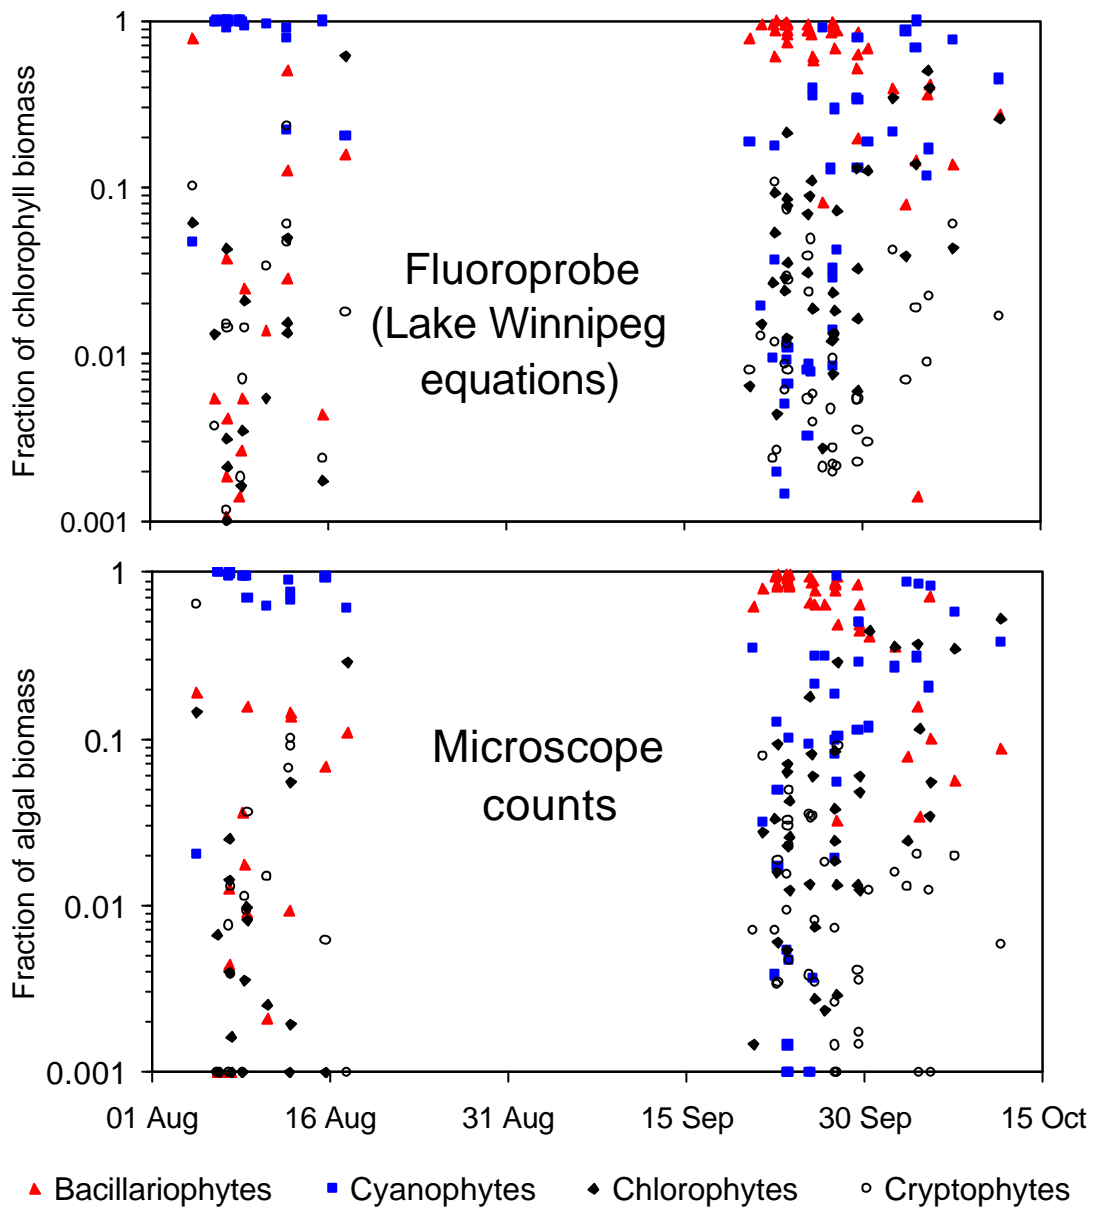 Fraction of chlorophyll biomass
1
0.1
0.01
0.001
Fluoroprobe
(Lake Winnipeg
equations)
Fraction of algal biomass
1
0.1
0.01
0.001
Microscope
counts
01 Aug 16 Aug 31 Aug 15 Sep 30 Sep 15 Oct
Bacillariophytes Cyanophytes Chlorophytes Cryptophytes